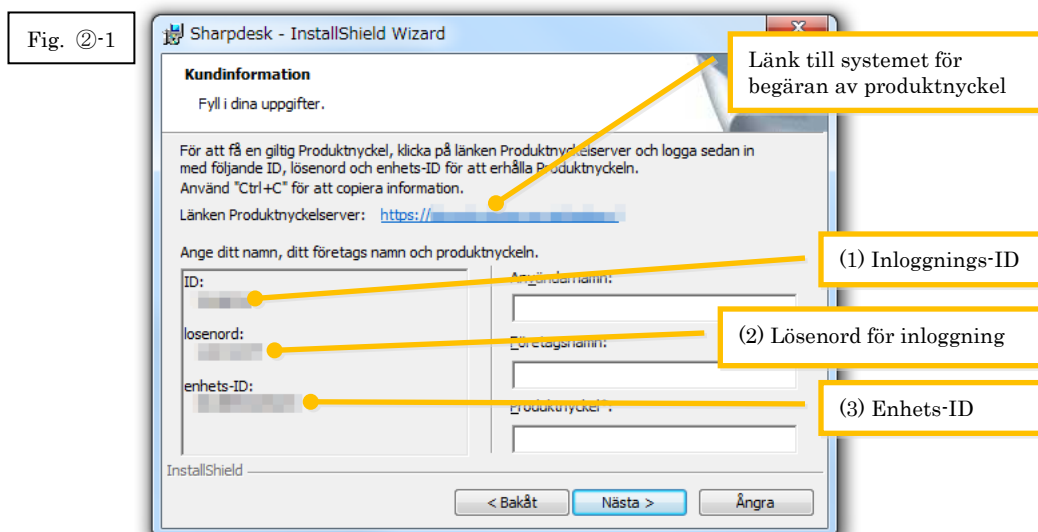 Fig. ②-1
Sharpdesk - InstallShield Wizard
Länk till systemet för
begäran av produktnyckel
Kundinformation
Fyll i dina uppgifter.
För att få en giltig Produktnyckel, klicka på länken Produktnyckelserver och logga sedan in
med följande ID, lösenord och enhets-ID för att erhålla Produktnyckeln.
Använd "Ctrl+C" för att copiera information.
Länken Produktnyckelserver: https://
Ange ditt namn, ditt företags namn och produktnyckeln.
ID:
Användarnamn:
(1) Inloggnings-ID
losenord:
Företagsnamn:
(2) Lösenord för inloggning
enhets-ID:
Produktnyckel*:
(3) Enhets-ID
InstallShield
< Bakåt
Nästa >
Ångra